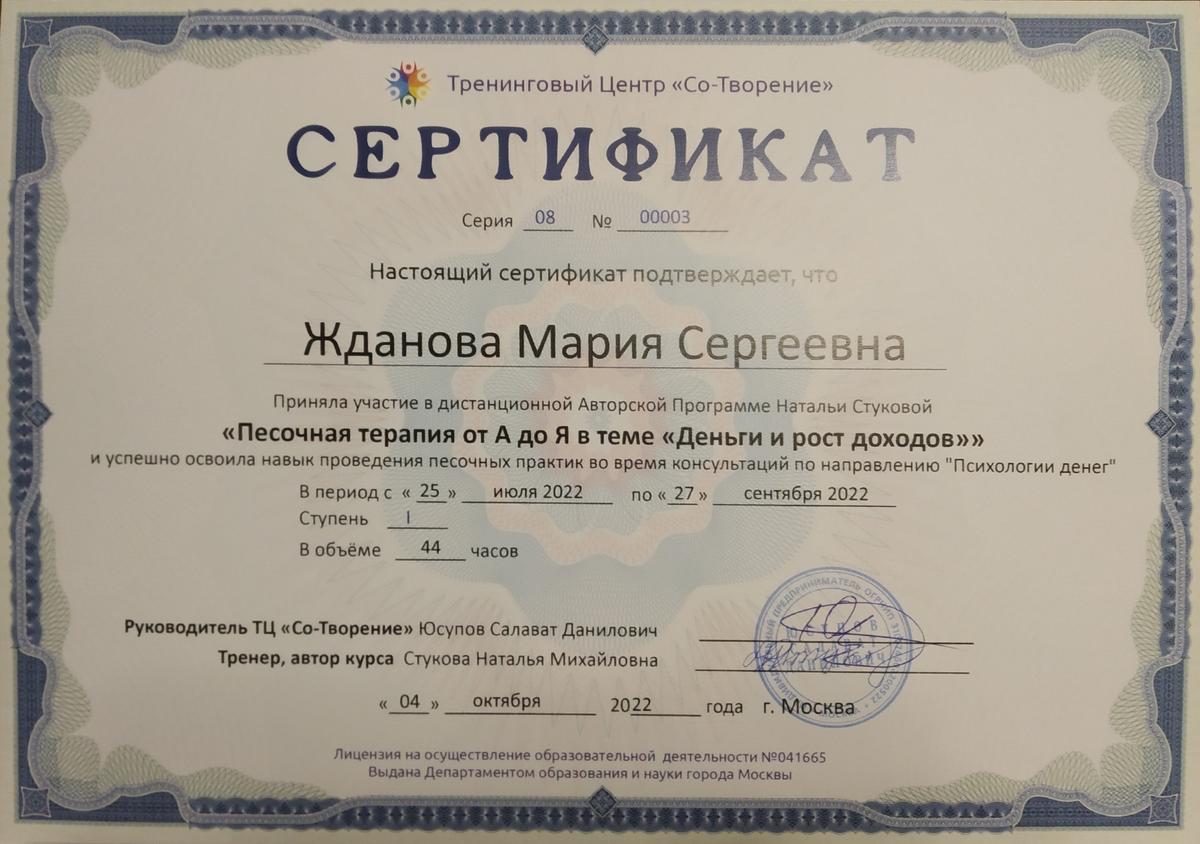 Тренинговый Центр «Со-Творение»
СЕРТИФИКАТ
Серия 08 № 00003
Настоящий сертификат подтверждает, что
Жданова Мария Сергеевна
Приняла участие в дистанционной Авторской Программе Натальи Стуковой
«Песочная терапия от А до Я в теме «Деньги и рост доходов»»
и успешно освоила навык проведения песочных практик во время консультаций по направлению "Психологии денег"
В период с « 25 » июля 2022 по « 27 » сентября 2022
Ступень I
В объёме 44 часов
Руководитель ТЦ «Со-Творение» Юсупов Салават Данилович
Тренер, автор курса Стукова Наталья Михайловна
« 04 » октября 2022 года г. Москва
Лицензия на осуществление образовательной деятельности №041665
Выдана Департаментом образования и науки города Москвы